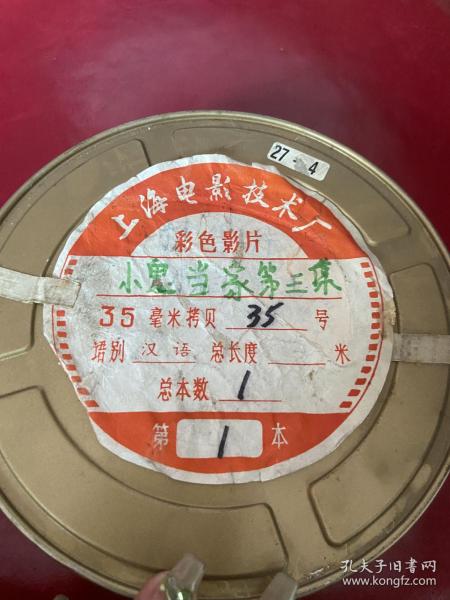 27-4
上海电影技术厂
彩色影片
小鬼当家第三集
35 毫米拷贝 35 号
语别 汉语 总长度 米
总本数 1
第 1 本
孔夫子旧书网
www.kongfz.com